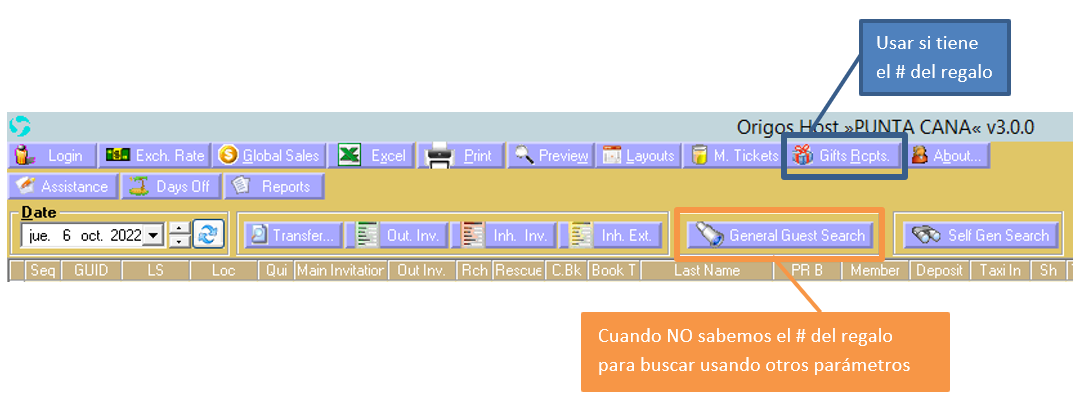 Usar si tiene
el # del regalo
Origos Host »PUNTA CANA« v3.0.0
Login Exch. Rate Global Sales Excel Print Preview Layouts M. Tickets Gifts Rcpts. About...
Assistance Days Off Reports
Date
jue. 6 oct. 2022 Transfer... Out. Inv. Inh. Inv. Inh. Ext. General Guest Search Self Gen Search
Seq GUID LS Loc Qui Main Invitation Out Inv. Rch Rescue C.Bk Book T Last Name PR B Member Deposit Taxi In Sh
Cuando NO sabemos el # del regalo
para buscar usando otros parámetros